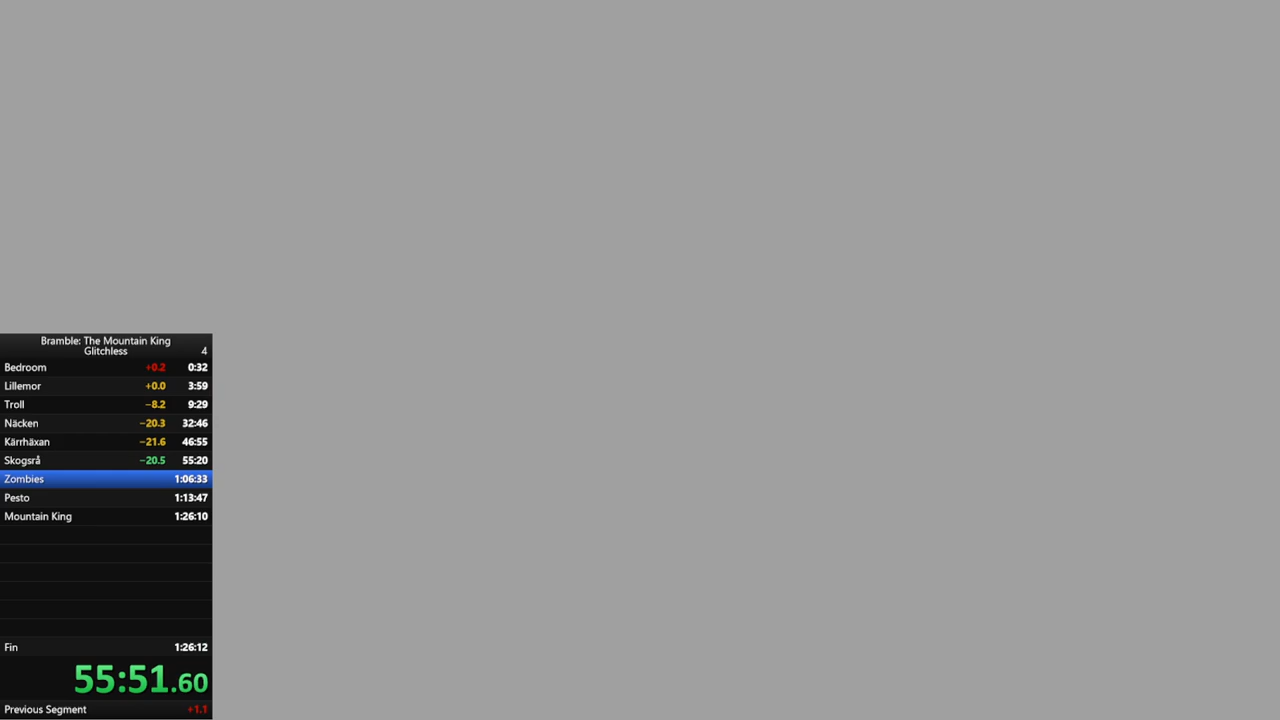 Bramble: The Mountain King
Glitchless 4
Bedroom +0.2 0:32
Lillemor +0.0 3:59
Troll −8.2 9:29
Näcken −20.3 32:46
Kärrhäxan −21.6 46:55
Skogsrå −20.5 55:20
Zombies 1:06:33
Pesto 1:13:47
Mountain King 1:26:10
Fin 1:26:12
55:51.60
Previous Segment +1.1